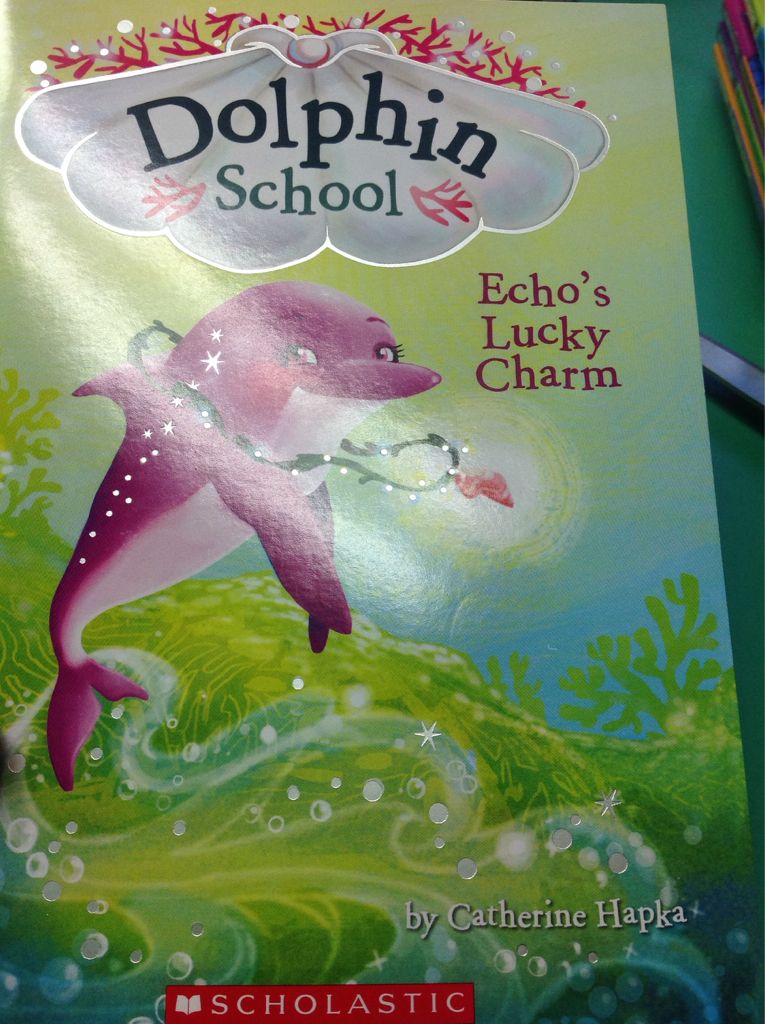 Dolphin
School
Echo's
Lucky
Charm
by Catherine Hapka
SCHOLASTIC